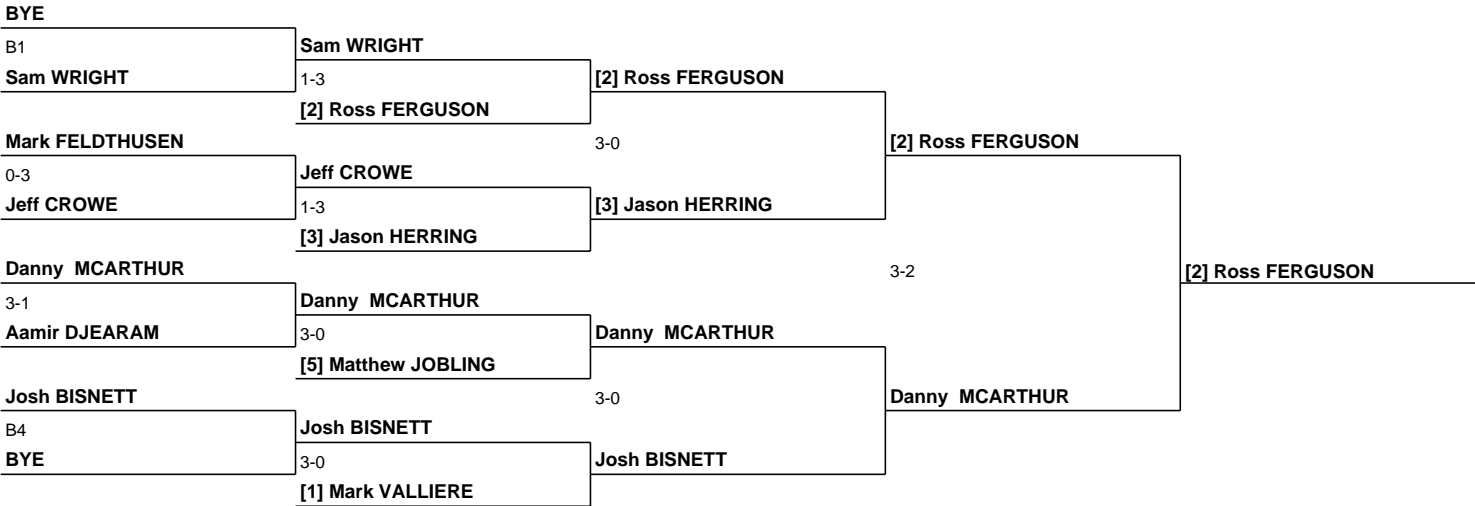 BYE
B1
Sam WRIGHT
Sam WRIGHT
1-3
[2] Ross FERGUSON
[2] Ross FERGUSON
Mark FELDTHUSEN
0-3
Jeff CROWE
Jeff CROWE
1-3
[3] Jason HERRING
3-0
[3] Jason HERRING
[2] Ross FERGUSON
Danny  MCARTHUR
3-1
Aamir DJEARAM
Danny  MCARTHUR
3-0
[5] Matthew JOBLING
Danny  MCARTHUR
Josh BISNETT
B4
BYE
Josh BISNETT
3-0
[1] Mark VALLIERE
3-0
Josh BISNETT
3-2
Danny  MCARTHUR
[2] Ross FERGUSON